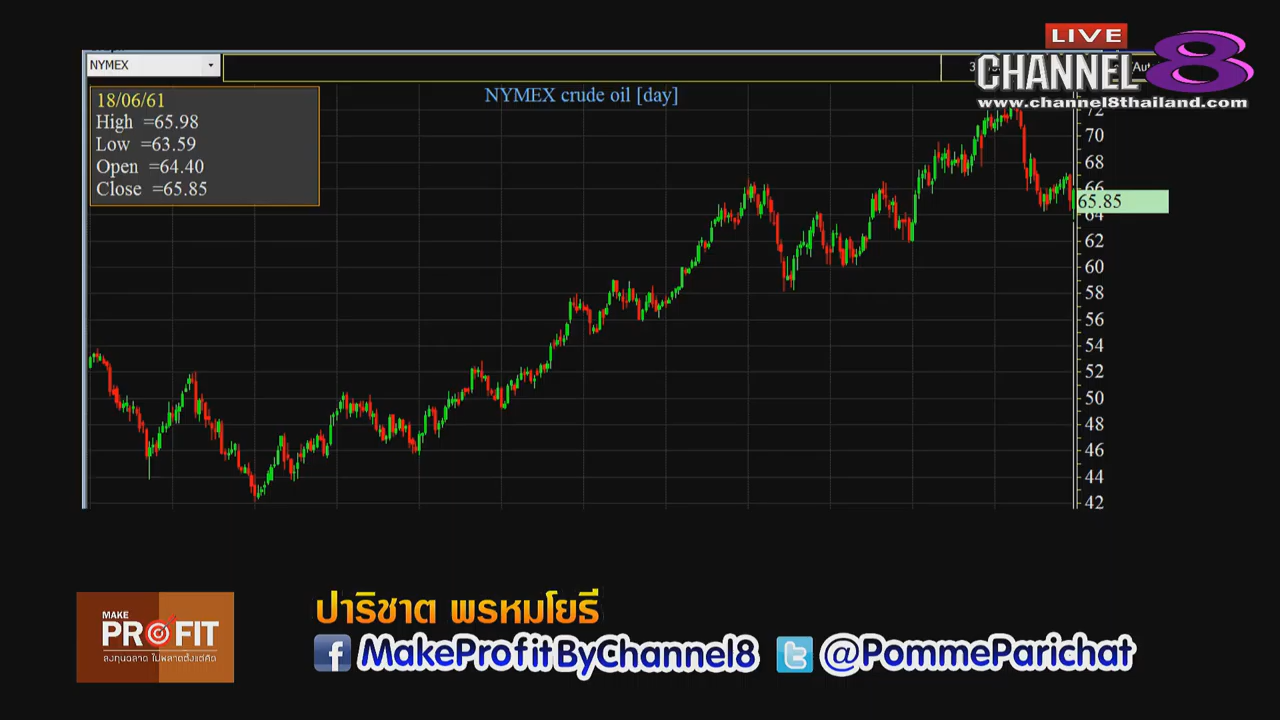 LIVE
CHANNEL 8
www.channel8thailand.com
NYMEX
NYMEX crude oil [day]
18/06/61
High =65.98
Low =63.59
Open =64.40
Close =65.85
72
70
68
66
65.85
64
62
60
58
56
54
52
50
48
46
44
42
MAKE
PROFIT
ลงทุนฉลาด ไม่พลาดตั้งแต่คิด
ปาริชาต พรหมโยธี
MakeProfitByChannel8
@PommeParichat